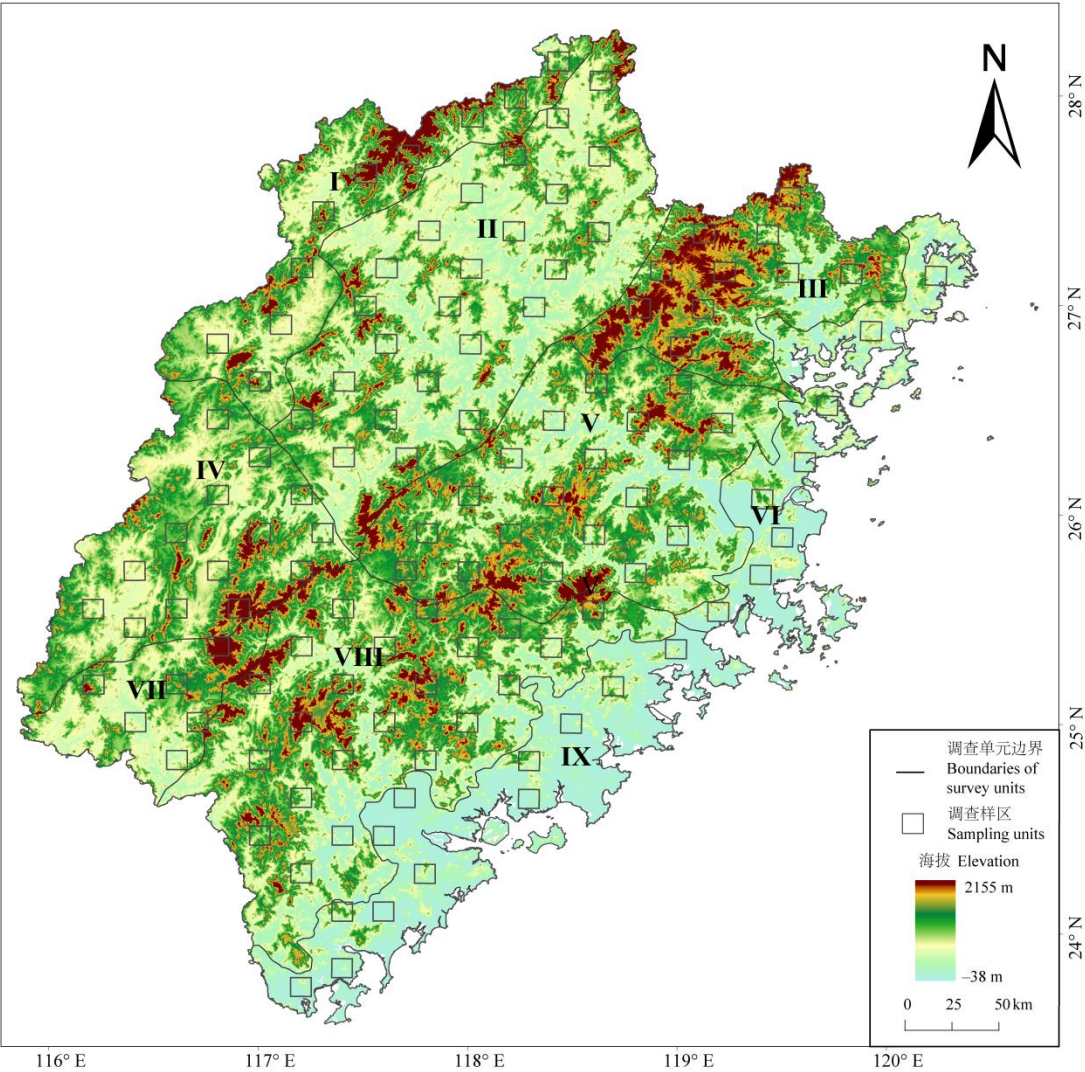 N
28° N
I
II
III
27° N
V
IV
26° N
VI
V
VIII
VII
25° N
IX
调查单元边界
Boundaries of
survey units
调查样区
Sampling units
海拔 Elevation
2155 m
–38 m
24° N
0 25 50 km
116° E 117° E 118° E 119° E 120° E